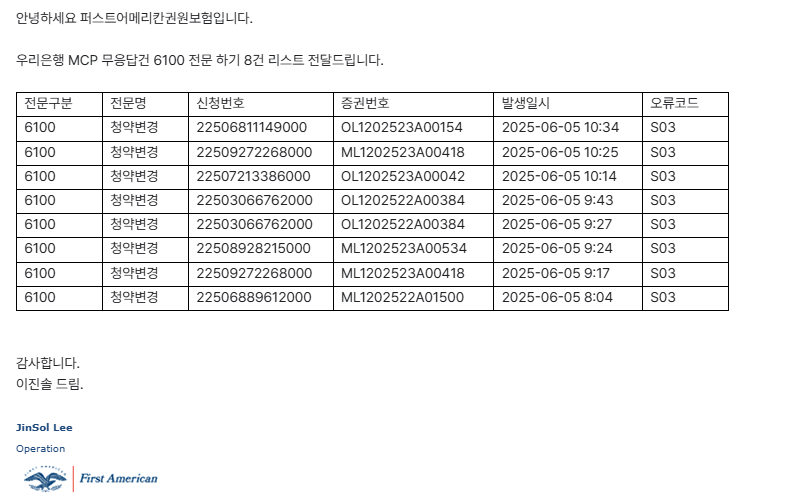 안녕하세요 퍼스트어메리칸권원보험입니다.
우리은행 MCP 무응답건 6100 전문 하기 8건 리스트 전달드립니다.
전문구분 전문명 신청번호 증권번호 발생일시 오류코드
6100 청약변경 22506811149000 OL1202523A00154 2025-06-05 10:34 S03
6100 청약변경 22509272268000 ML1202523A00418 2025-06-05 10:25 S03
6100 청약변경 22507213386000 OL1202523A00042 2025-06-05 10:14 S03
6100 청약변경 22503066762000 OL1202522A00384 2025-06-05 9:43 S03
6100 청약변경 22503066762000 OL1202522A00384 2025-06-05 9:27 S03
6100 청약변경 22508928215000 ML1202523A00534 2025-06-05 9:24 S03
6100 청약변경 22509272268000 ML1202523A00418 2025-06-05 9:17 S03
6100 청약변경 22506889612000 ML1202522A01500 2025-06-05 8:04 S03
감사합니다.
이진솔 드림.
JinSol Lee
Operation
FIRST AMERICAN
First American